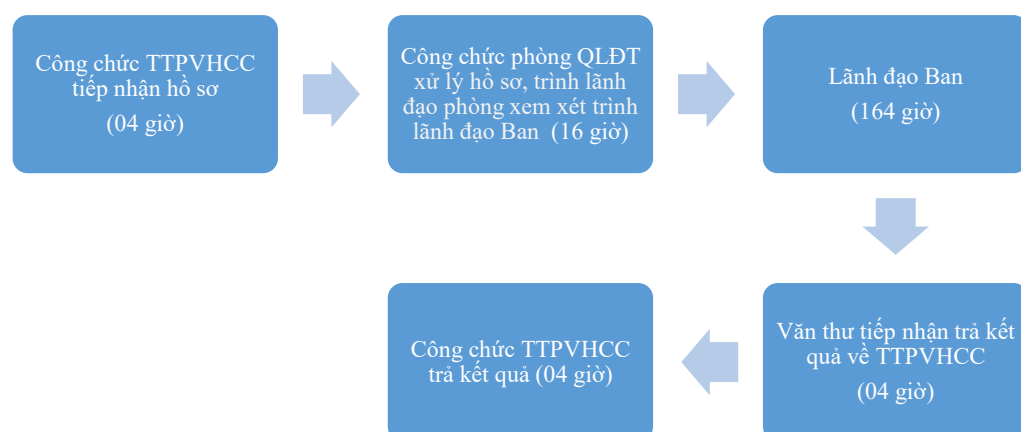 Công chức TTPVHCC
tiếp nhận hồ sơ
(04 giờ)
Công chức phòng QLĐT
xử lý hồ sơ, trình lãnh
đạo phòng xem xét trình
lãnh đạo Ban (16 giờ)
Lãnh đạo Ban
(164 giờ)
Văn thư tiếp nhận trả kết
quả về TTPVHCC
(04 giờ)
Công chức TTPVHCC
trả kết quả (04 giờ)